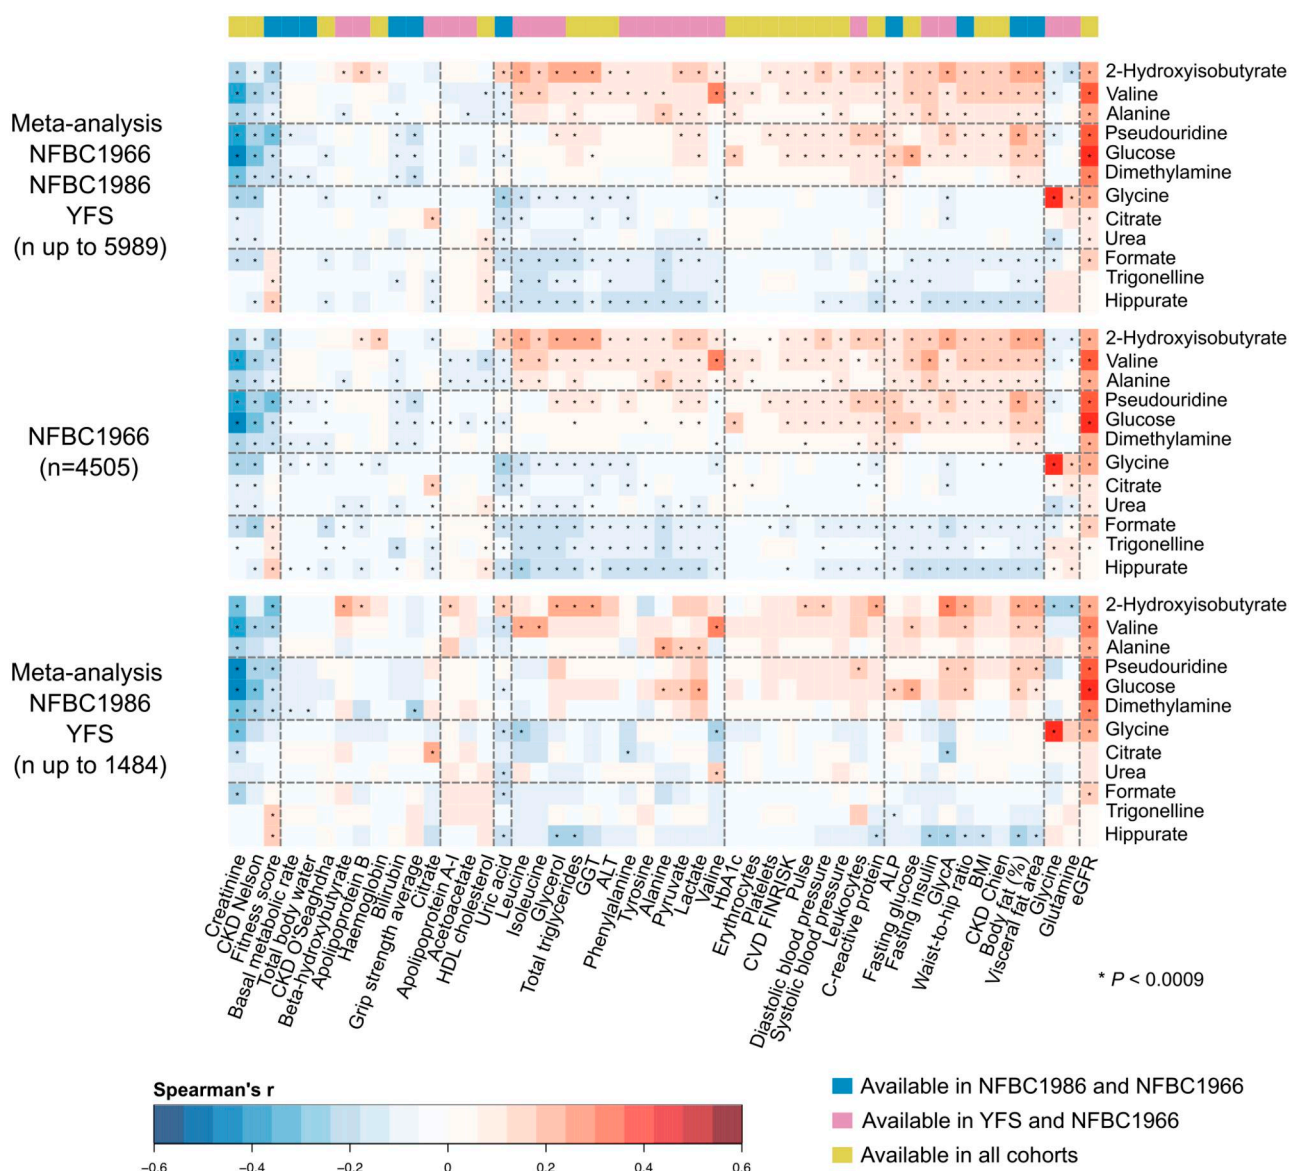 Meta-analysis
NFBC1966
NFBC1986
YFS
(n up to 5989)
2-Hydroxyisobutyrate
Valine
Alanine
Pseudouridine
Glucose
Dimethylamine
Glycine
Citrate
Urea
Formate
Trigonelline
Hippurate
NFBC1966
(n=4505)
2-Hydroxyisobutyrate
Valine
Alanine
Pseudouridine
Glucose
Dimethylamine
Glycine
Citrate
Urea
Formate
Trigonelline
Hippurate
Meta-analysis
NFBC1986
YFS
(n up to 1484)
2-Hydroxyisobutyrate
Valine
Alanine
Pseudouridine
Glucose
Dimethylamine
Glycine
Citrate
Urea
Formate
Trigonelline
Hippurate
Creatinine
CKD Nelson
Fitness score
Basal metabolic rate
Total body water
CKD O'Seaghdha
Beta-hydroxybutyrate
Apolipoprotein B
Haemoglobin
Bilirubin
Grip strength average
Citrate
Apolipoprotein A-I
Acetoacetate
HDL cholesterol
Uric acid
Leucine
Isoleucine
Glycerol
Total triglycerides
GGT
ALT
Phenylalanine
Tyrosine
Alanine
Pyruvate
Lactate
Valine
HbA1c
Erythrocytes
Platelets
CVD FINRISK
Pulse
Diastolic blood pressure
Systolic blood pressure
Leukocytes
C-reactive protein
ALP
Fasting glucose
Fasting insulin
GlycA
Waist-to-hip ratio
BMI
CKD Chien
Body fat (%)
Visceral fat area
Glycine
Glutamine
eGFR
* P < 0.0009
Spearman's r
−0.6 −0.4 −0.2 0 0.2 0.4 0.6
Available in NFBC1986 and NFBC1966
Available in YFS and NFBC1966
Available in all cohorts